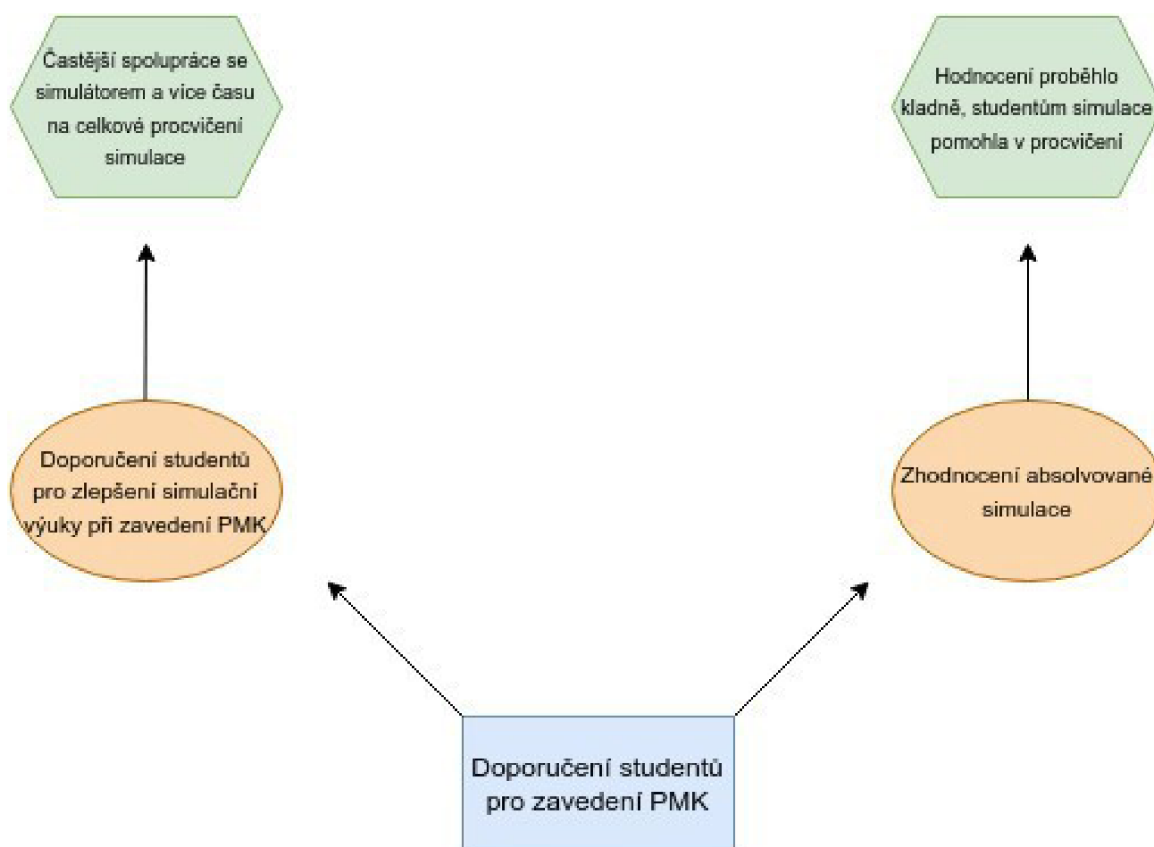 Častější spolupráce se
simulátorem a více času
na celkové procvičení
simulace
Hodnocení proběhlo
kladně, studentům simulace
pomohla v procvičení
Doporučení studentů
pro zlepšení simulační
výuky při zavedení PMK
Zhodnocení absolvované
simulace
Doporučení studentů
pro zavedení PMK